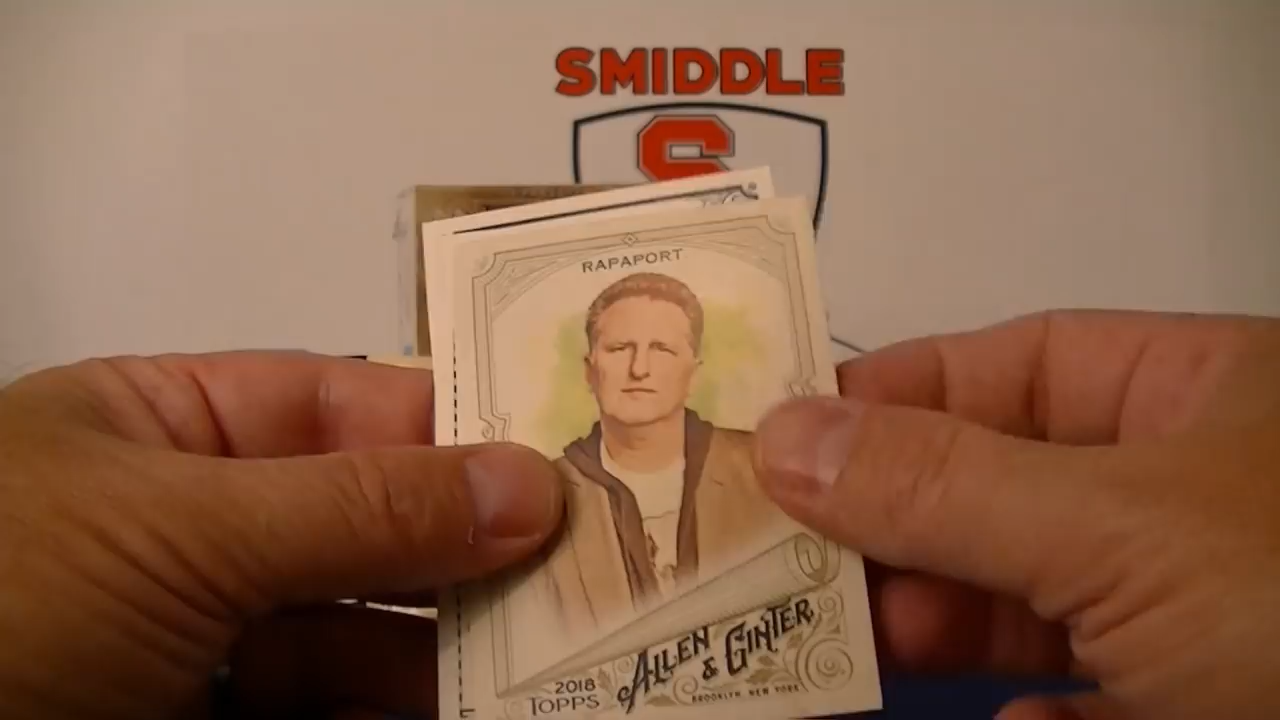 SMIDDLE
S
RAPAPORT
2018
TOPPS
ALLEN
& GINTER
BROOKLYN, NEW YORK